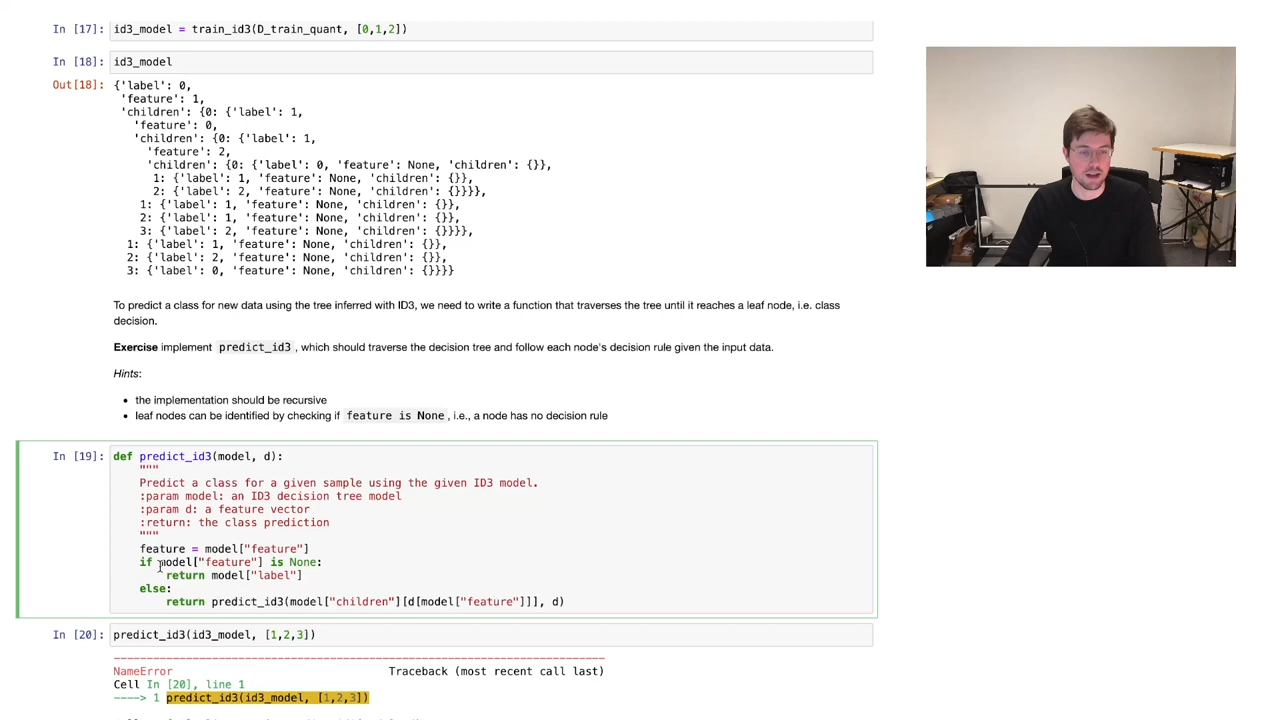 In [17]: id3_model = train_id3(D_train_quant, [0,1,2])
In [18]: id3_model
Out[18]: {'label': 0,
'feature': 1,
'children': {0: {'label': 1,
'feature': 0,
'children': {0: {'label': 1,
'feature': 2,
'children': {0: {'label': 0, 'feature': None, 'children': {}},
1: {'label': 1, 'feature': None, 'children': {}},
2: {'label': 2, 'feature': None, 'children': {}}}},
1: {'label': 1, 'feature': None, 'children': {}},
2: {'label': 1, 'feature': None, 'children': {}},
3: {'label': 2, 'feature': None, 'children': {}}}},
1: {'label': 1, 'feature': None, 'children': {}},
2: {'label': 2, 'feature': None, 'children': {}},
3: {'label': 0, 'feature': None, 'children': {}}}}
To predict a class for new data using the tree inferred with ID3, we need to write a function that traverses the tree until it reaches a leaf node, i.e. class
decision.
Exercise implement predict_id3 , which should traverse the decision tree and follow each node's decision rule given the input data.
Hints:
• the implementation should be recursive
• leaf nodes can be identified by checking if feature is None , i.e., a node has no decision rule
In [19]: def predict_id3(model, d):
"""
Predict a class for a given sample using the given ID3 model.
:param model: an ID3 decision tree model
:param d: a feature vector
:return: the class prediction
"""
feature = model["feature"]
if model["feature"] is None:
return model["label"]
else:
return predict_id3(model["children"][d[model["feature"]]], d)
In [20]: predict_id3(id3_model, [1,2,3])
---------------------------------------------------------------------------
NameError Traceback (most recent call last)
Cell In [20], line 1
----> 1 predict_id3(id3_model, [1,2,3])